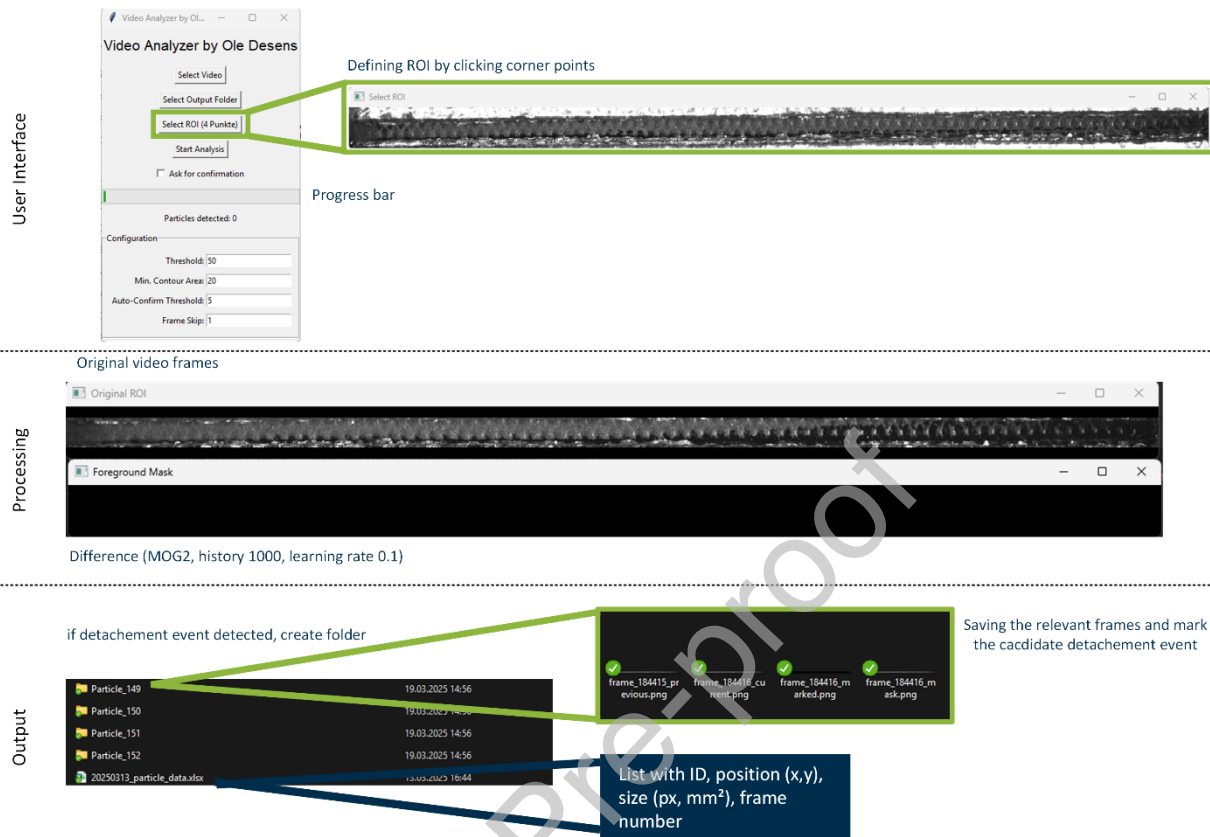 User Interface
Video Analyzer by Ol...
Video Analyzer by Ole Desens
Select Video
Select Output Folder
Select ROI (4 Punkte)
Start Analysis
Ask for confirmation
Particles detected: 0
Configuration
Threshold: 50
Min. Contour Area: 20
Auto-Confirm Threshold: 5
Frame Skip: 1
Defining ROI by clicking corner points
Select ROI
Progress bar
Processing
Original video frames
Original ROI
Foreground Mask
Difference (MOG2, history 1000, learning rate 0.1)
Output
if detachement event detected, create folder
Particle_149 19.03.2025 14:56
Particle_150 19.03.2025 14:56
Particle_151 19.03.2025 14:56
Particle_152 19.03.2025 14:56
20250313_particle_data.xlsx 13.03.2025 16:44
frame_184415_pr
evious.png
frame_184416_cu
rrent.png
frame_184416_m
arked.png
frame_184416_m
ask.png
Saving the relevant frames and mark
the cacdidate detachement event
List with ID, position (x,y),
size (px, mm²), frame
number
Pre-proof